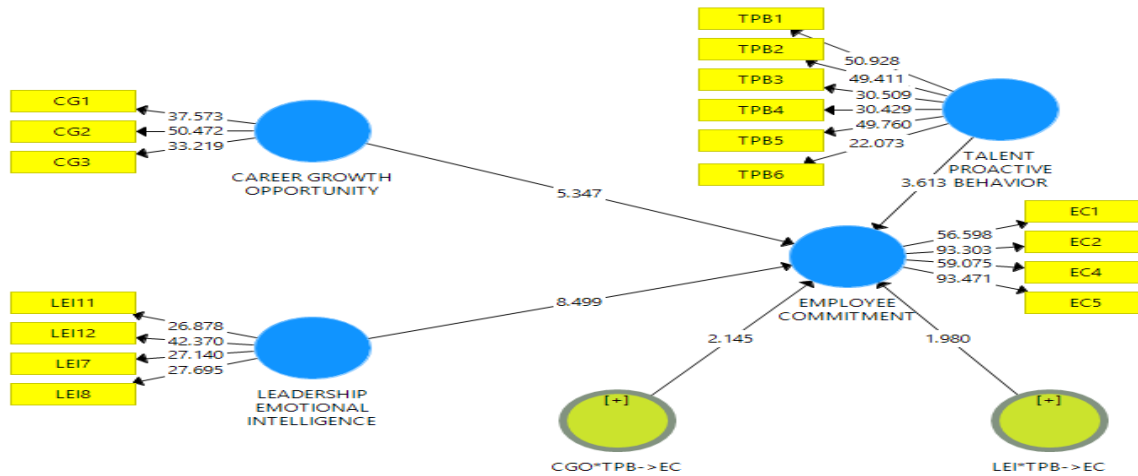 TPB1
TPB2
TPB3
TPB4
TPB5
TPB6
50.928
49.411
30.509
30.429
49.760
22.073
TALENT
PROACTIVE
BEHAVIOR
CG1
CG2
CG3
37.573
50.472
33.219
CAREER GROWTH
OPPORTUNITY
5.347
3.613
EC1
EC2
EC4
EC5
56.598
93.303
59.075
93.471
EMPLOYEE
COMMITMENT
LEI11
LEI12
LEI7
LEI8
26.878
42.370
27.140
27.695
LEADERSHIP
EMOTIONAL
INTELLIGENCE
8.499
2.145
1.980
[+]
CGO*TPB->EC
[+]
LEI*TPB->EC